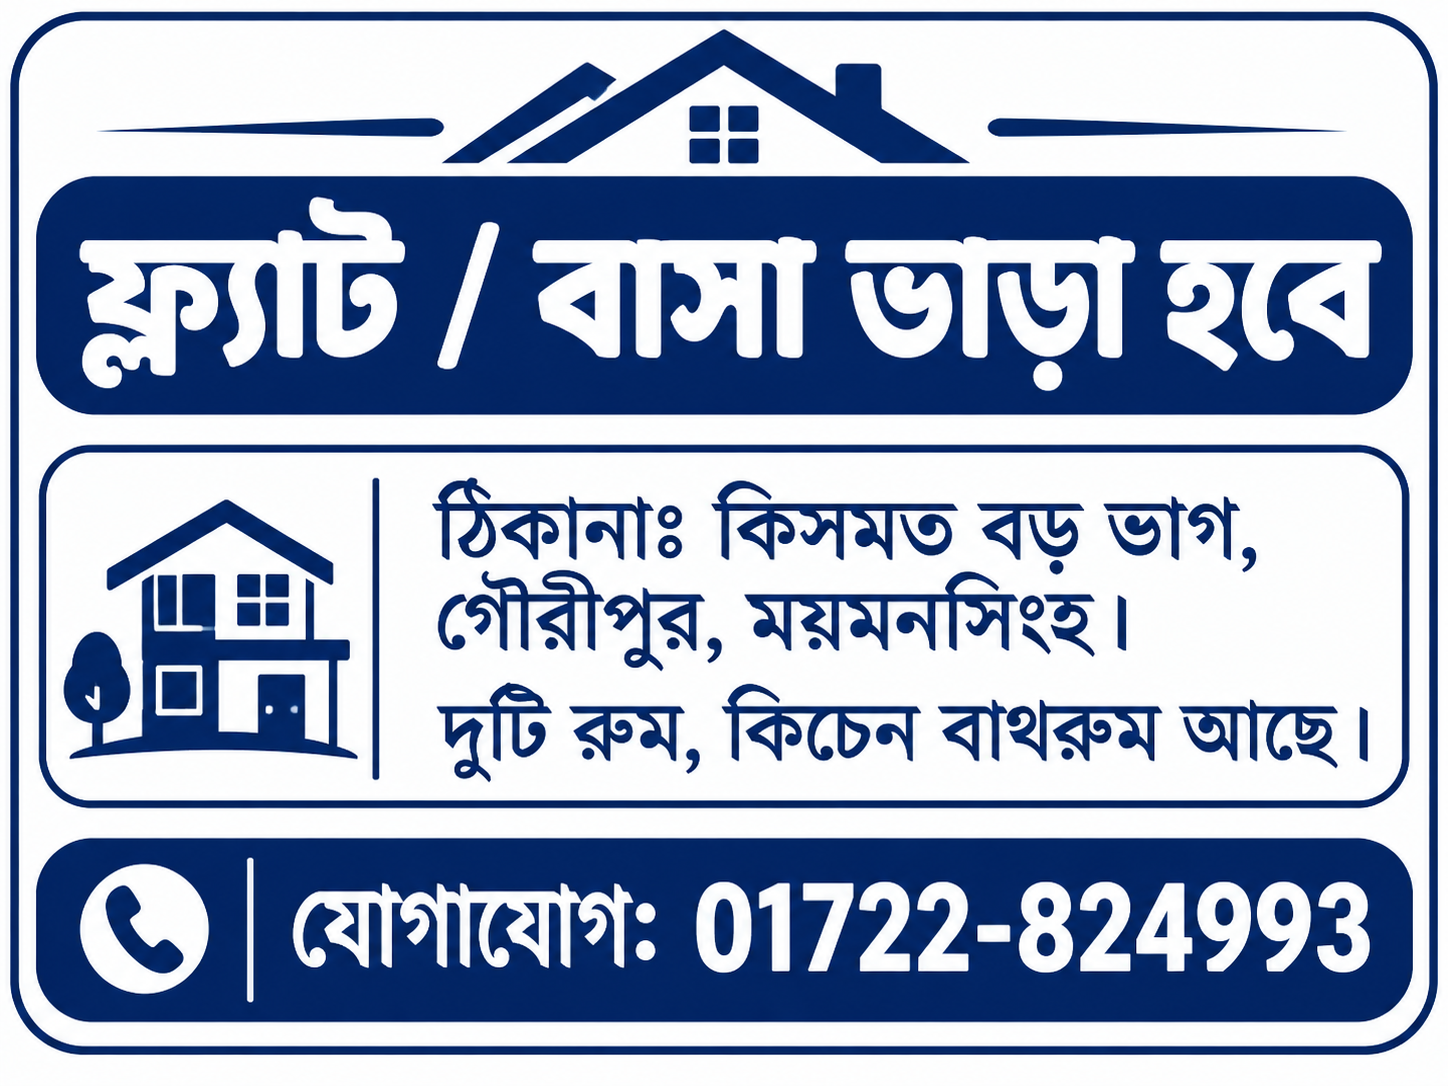 ফ্ল্যাট / বাসা ভাড়া হবে
ঠিকানাঃ কিসমত বড় ভাগ,
গৌরীপুর, ময়মনসিংহ।
দুটি রুম, কিচেন বাথরুম আছে।
যোগাযোগ: 01722-824993